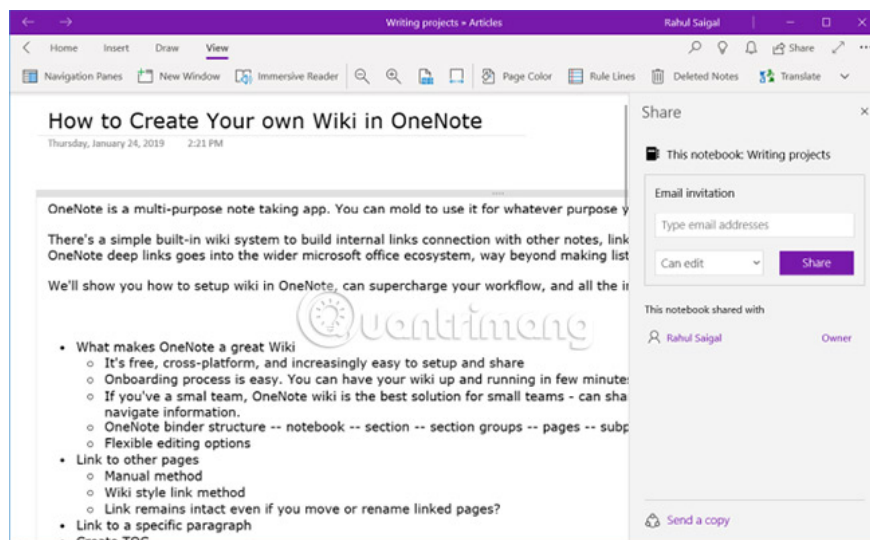 Writing projects » Articles
Rahul Saigal
Home Insert Draw View
Share
Navigation Panes New Window Immersive Reader Page Color Rule Lines Deleted Notes Translate
How to Create Your own Wiki in OneNote
Thursday, January 24, 2019 2:21 PM
OneNote is a multi-purpose note taking app. You can mold to use it for whatever purpose y
There's a simple built-in wiki system to build internal links connection with other notes, link
OneNote deep links goes into the wider microsoft office ecosystem, way beyond making list
We'll show you how to setup wiki in OneNote, can supercharge your workflow, and all the
Quantrimang
• What makes OneNote a great Wiki
o It's free, cross-platform, and increasingly easy to setup and share
o Onboarding process is easy. You can have your wiki up and running in few minute
o If you've a smal team, OneNote wiki is the best solution for small teams - can sha
navigate information.
o OneNote binder structure -- notebook -- section -- section groups -- pages -- subp
o Flexible editing options
• Link to other pages
o Manual method
o Wiki style link method
o Link remains intact even if you move or rename linked pages?
• Link to a specific paragraph
• Create TOC
Share
This notebook: Writing projects
Email invitation
Type email addresses
Can edit Share
This notebook shared with
Rahul Saigal Owner
Send a copy